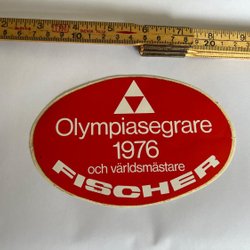 Olympiasegrare
1976
och världsmästare
FISCHER